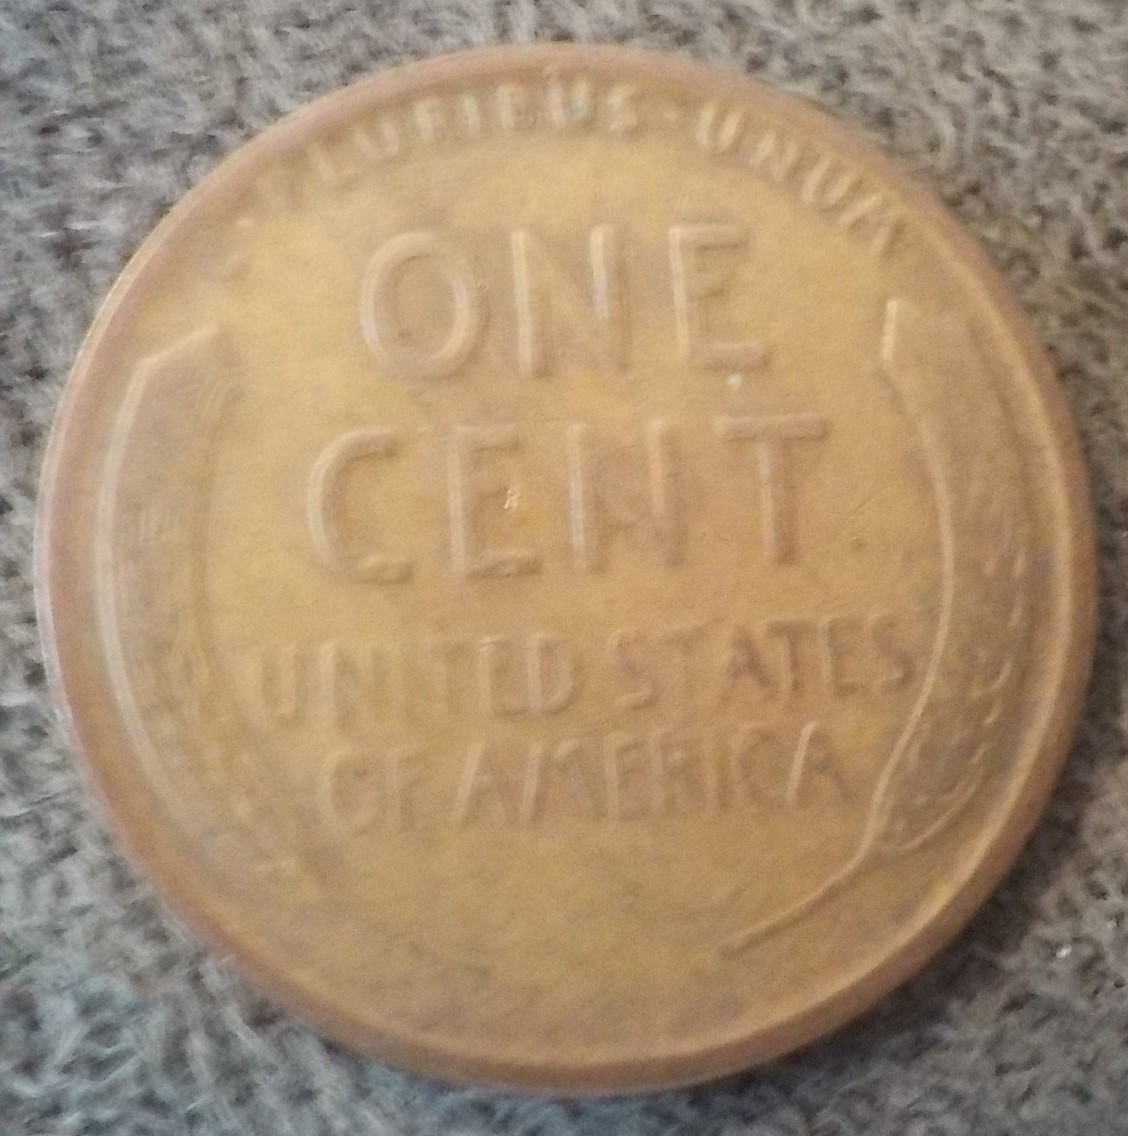 PLURIBUS · UNUM
ONE
CENT
UNITED STATES
OF AMERICA